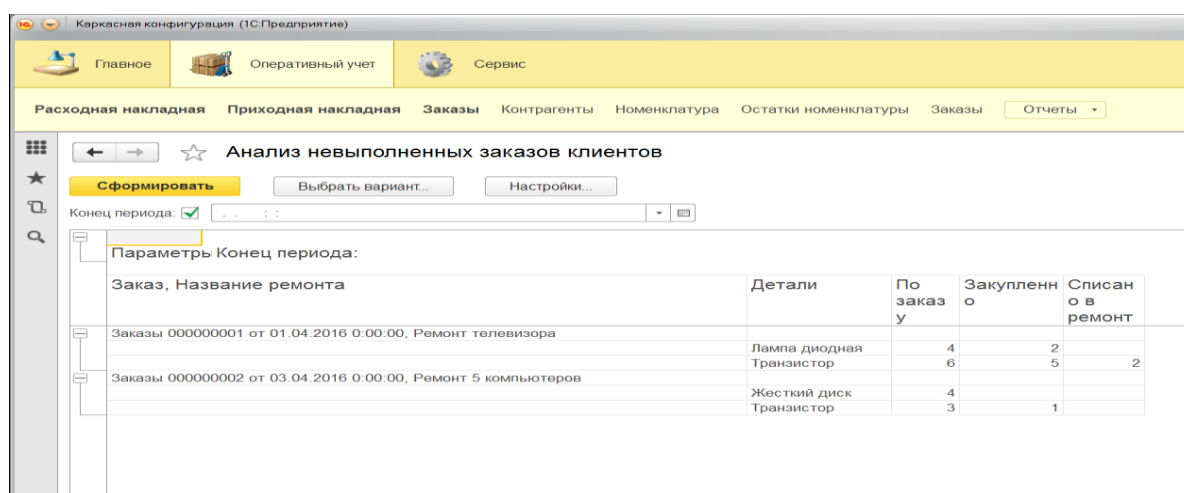 1С Каркасная конфигурация (1С:Предприятие)
Главное Оперативный учет Сервис
Расходная накладная Приходная накладная Заказы Контрагенты Номенклатура Остатки номенклатуры Заказы Отчеты
Анализ невыполненных заказов клиентов
Сформировать Выбрать вариант... Настройки...
Конец периода: . . : :
Параметры Конец периода:
Заказ, Название ремонта Детали По Закупленн Списан
заказ о о в
у ремонт
Заказы 000000001 от 01.04.2016 0:00:00, Ремонт телевизора
Лампа диодная 4 2
Транзистор 6 5 2
Заказы 000000002 от 03.04.2016 0:00:00, Ремонт 5 компьютеров
Жесткий диск 4
Транзистор 3 1